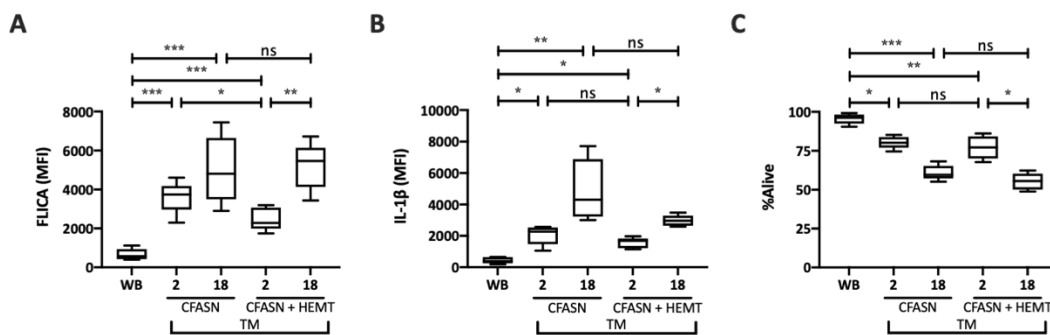 A
B
C
*** ns
***
*** * **
** ns
*
* ns *
*** ns
**
* ns *
FLICA (MFI)
8000
6000
4000
2000
0
WB 2 18 2 18
CFASN CFASN + HEMT
TM
IL-1β (MFI)
10000
8000
6000
4000
2000
0
WB 2 18 2 18
CFASN CFASN + HEMT
TM
%Alive
100
75
50
25
0
WB 2 18 2 18
CFASN CFASN + HEMT
TM